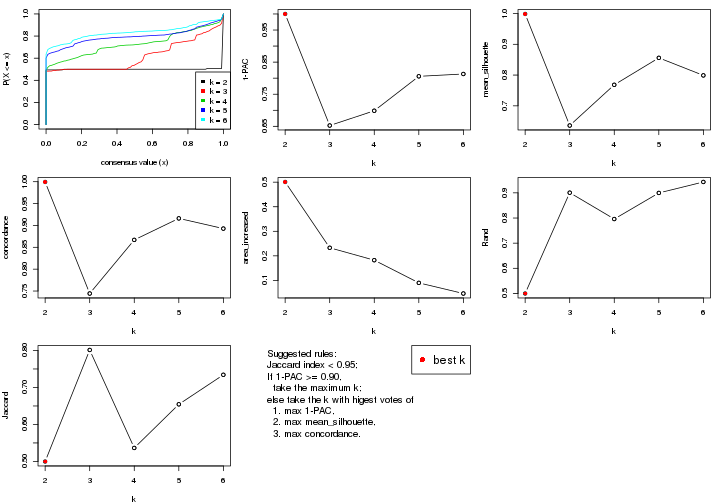 P(X <= x)
0.0 0.2 0.4 0.6 0.8 1.0
k = 2
k = 3
k = 4
k = 5
k = 6
0.0 0.2 0.4 0.6 0.8 1.0
consensus value (x)
1-PAC
0.65 0.75 0.85 0.95
2 3 4 5 6
k
mean_silhouette
0.7 0.8 0.9 1.0
2 3 4 5 6
k
concordance
0.75 0.80 0.85 0.90 0.95 1.00
2 3 4 5 6
k
area_increased
0.1 0.2 0.3 0.4 0.5
2 3 4 5 6
k
Rand
0.5 0.6 0.7 0.8 0.9
2 3 4 5 6
k
Jaccard
0.50 0.60 0.70 0.80
2 3 4 5 6
k
Suggested rules:
Jaccard index < 0.95;
If 1-PAC >= 0.90,
take the maximum k;
else take the k with higest votes of
1. max 1-PAC,
2. max mean_silhouette,
3. max concordance.
best k